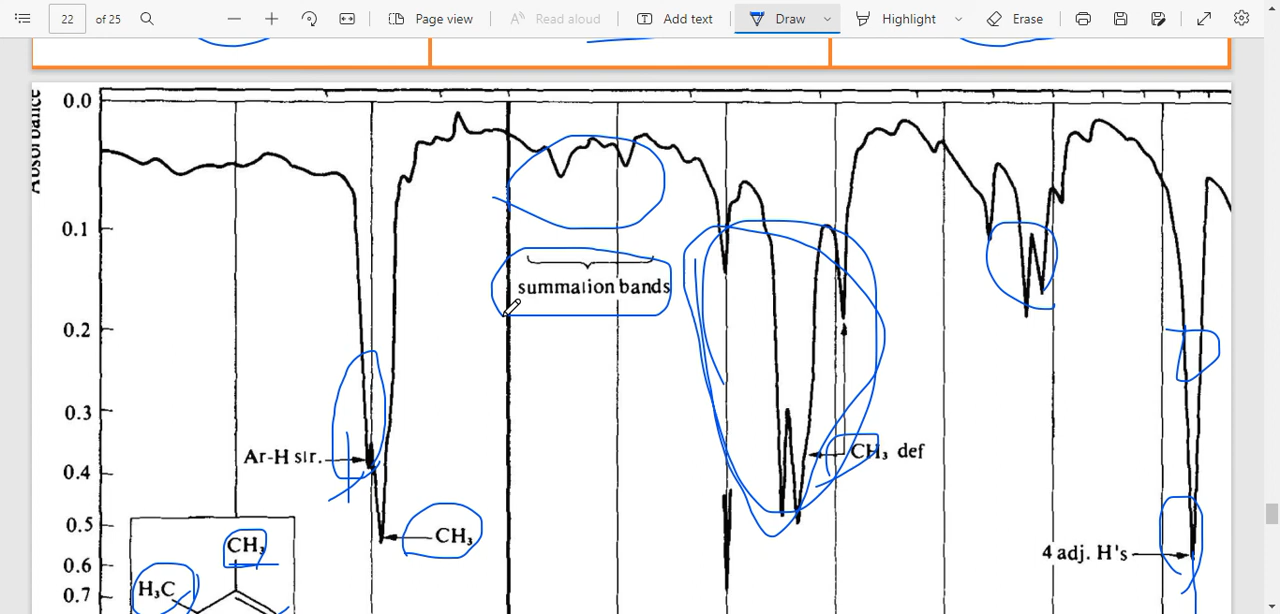 22 of 25 Page view Read aloud Add text Draw Highlight Erase
Absorbance
0.0
0.1
summation bands
0.2
0.3
Ar-H str.
CH₃ def
0.4
0.5
CH₃
CH₃
4 adj. H's
0.6
H₃C
0.7